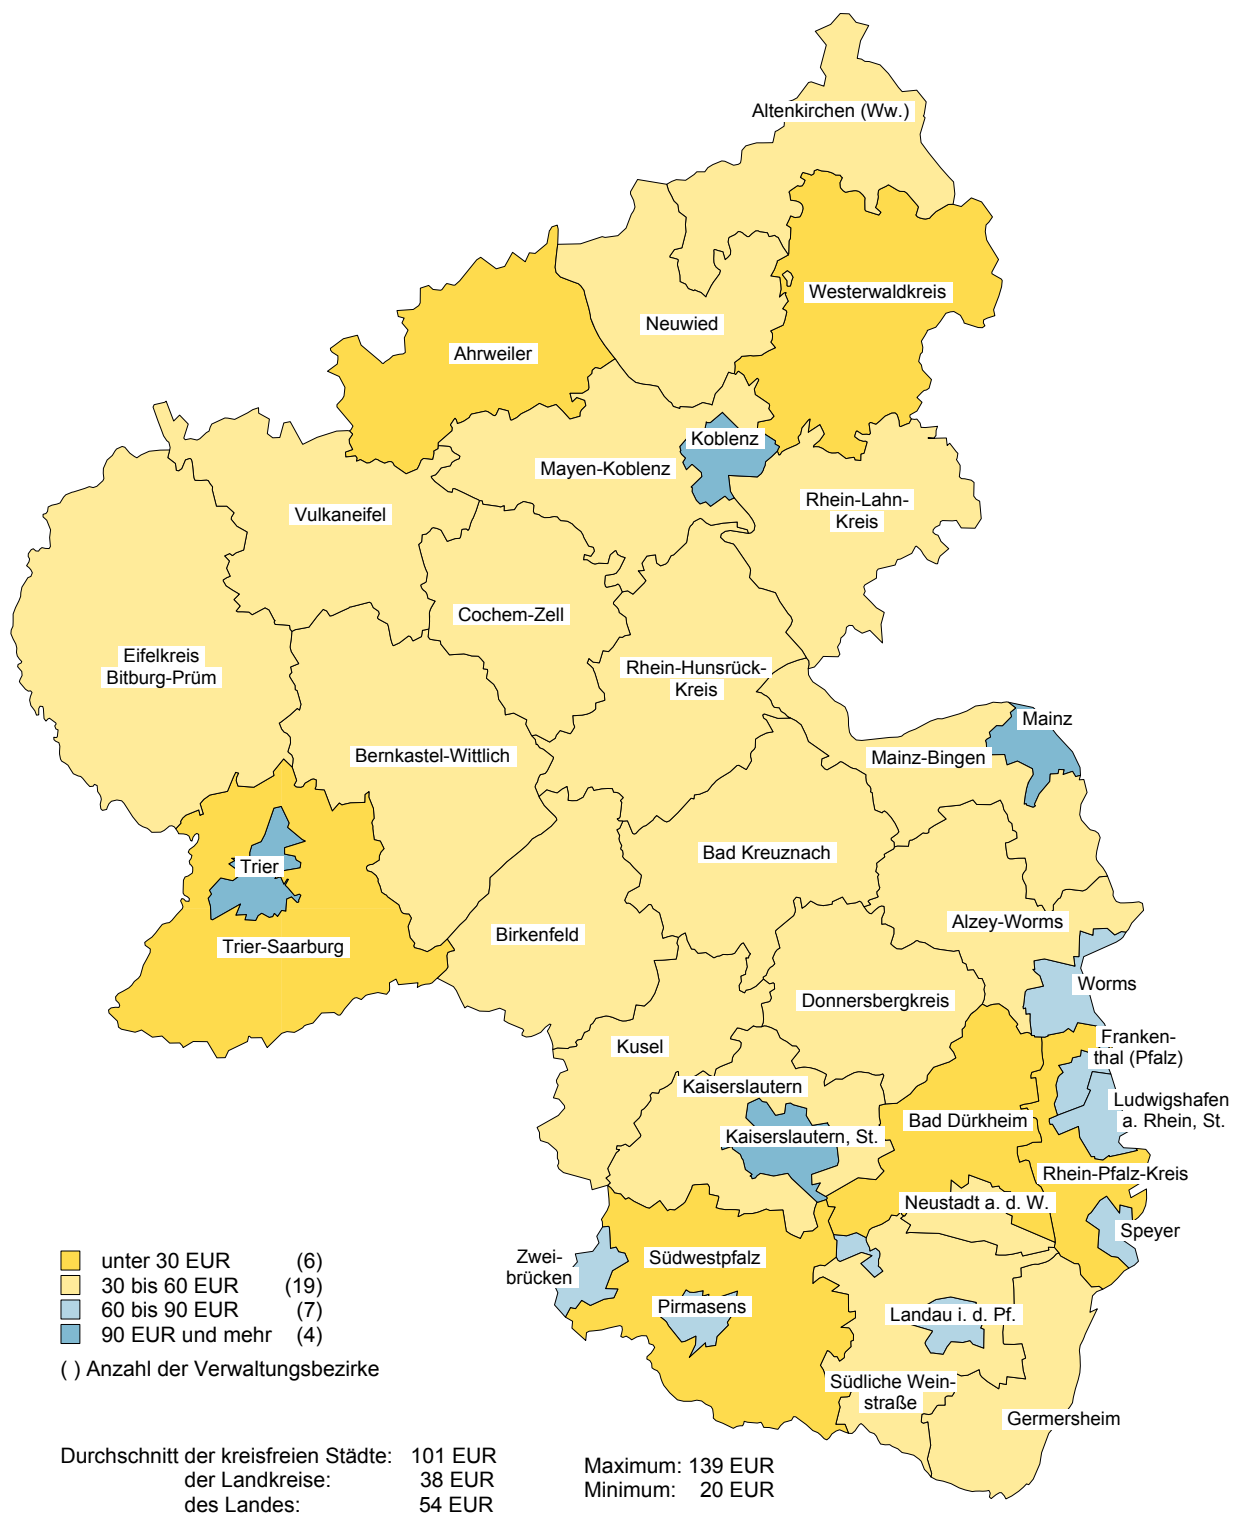 Altenkirchen (Ww.)
Westerwaldkreis
Neuwied
Ahrweiler
Koblenz
Mayen-Koblenz
Rhein-Lahn-
Kreis
Vulkaneifel
Cochem-Zell
Eifelkreis
Bitburg-Prüm
Rhein-Hunsrück-
Kreis
Mainz
Bernkastel-Wittlich
Mainz-Bingen
Bad Kreuznach
Trier
Alzey-Worms
Birkenfeld
Trier-Saarburg
Worms
Donnersbergkreis
Kusel
Franken-
thal (Pfalz)
Kaiserslautern
Ludwigshafen
a. Rhein, St.
Bad Dürkheim
Kaiserslautern, St.
Rhein-Pfalz-Kreis
Neustadt a. d. W.
Speyer
Zwei-
brücken
Südwestpfalz
Pirmasens
Landau i. d. Pf.
Südliche Wein-
straße
Germersheim
unter 30 EUR (6)
30 bis 60 EUR (19)
60 bis 90 EUR (7)
90 EUR und mehr (4)
( ) Anzahl der Verwaltungsbezirke
Durchschnitt der kreisfreien Städte: 101 EUR
der Landkreise: 38 EUR
des Landes: 54 EUR
Maximum: 139 EUR
Minimum: 20 EUR